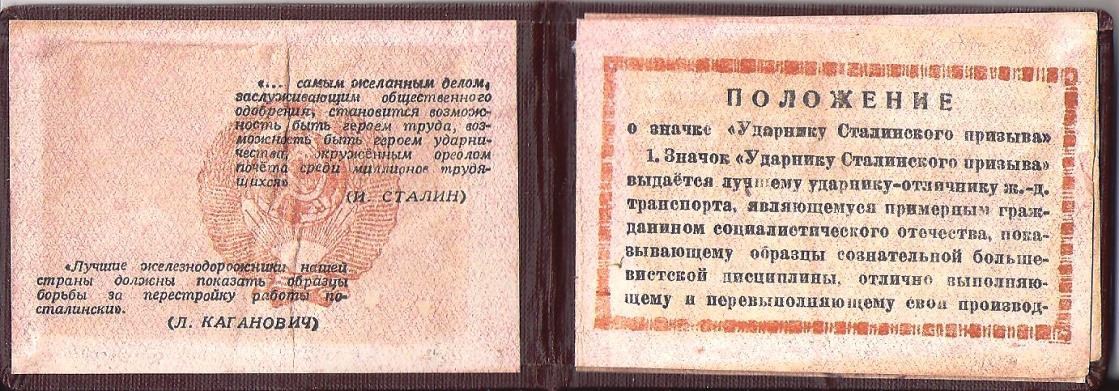 «... самым желанным делом,
заслуживающим общественного
одобрения, становится возмож-
ность быть героем труда, воз-
можность быть героем ударни-
чества, окружённым ореолом
почёта среди миллионов трудя-
щихся»
(И. СТАЛИН)
«Лучшие железнодорожники нашей
страны должны показать образцы
борьбы за перестройку работы по-
сталински».
(Л. КАГАНОВИЧ)
ПОЛОЖЕНИЕ
о значке «Ударнику Сталинского призыва»
1. Значок «Ударнику Сталинского призыва»
выдаётся лучшему ударнику-отличнику ж.-д.
транспорта, являющемуся примерным граж-
данином социалистического отечества, пока-
зывающему образцы сознательной больше-
вистской дисциплины, отлично выполняю-
щему и перевыполняющему свои производ-